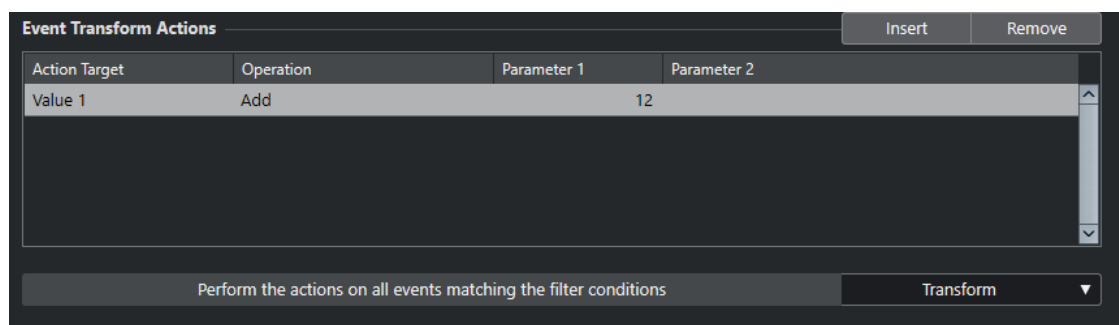 Event Transform Actions Insert Remove
Action Target Operation Parameter 1 Parameter 2
Value 1 Add 12
Perform the actions on all events matching the filter conditions Transform